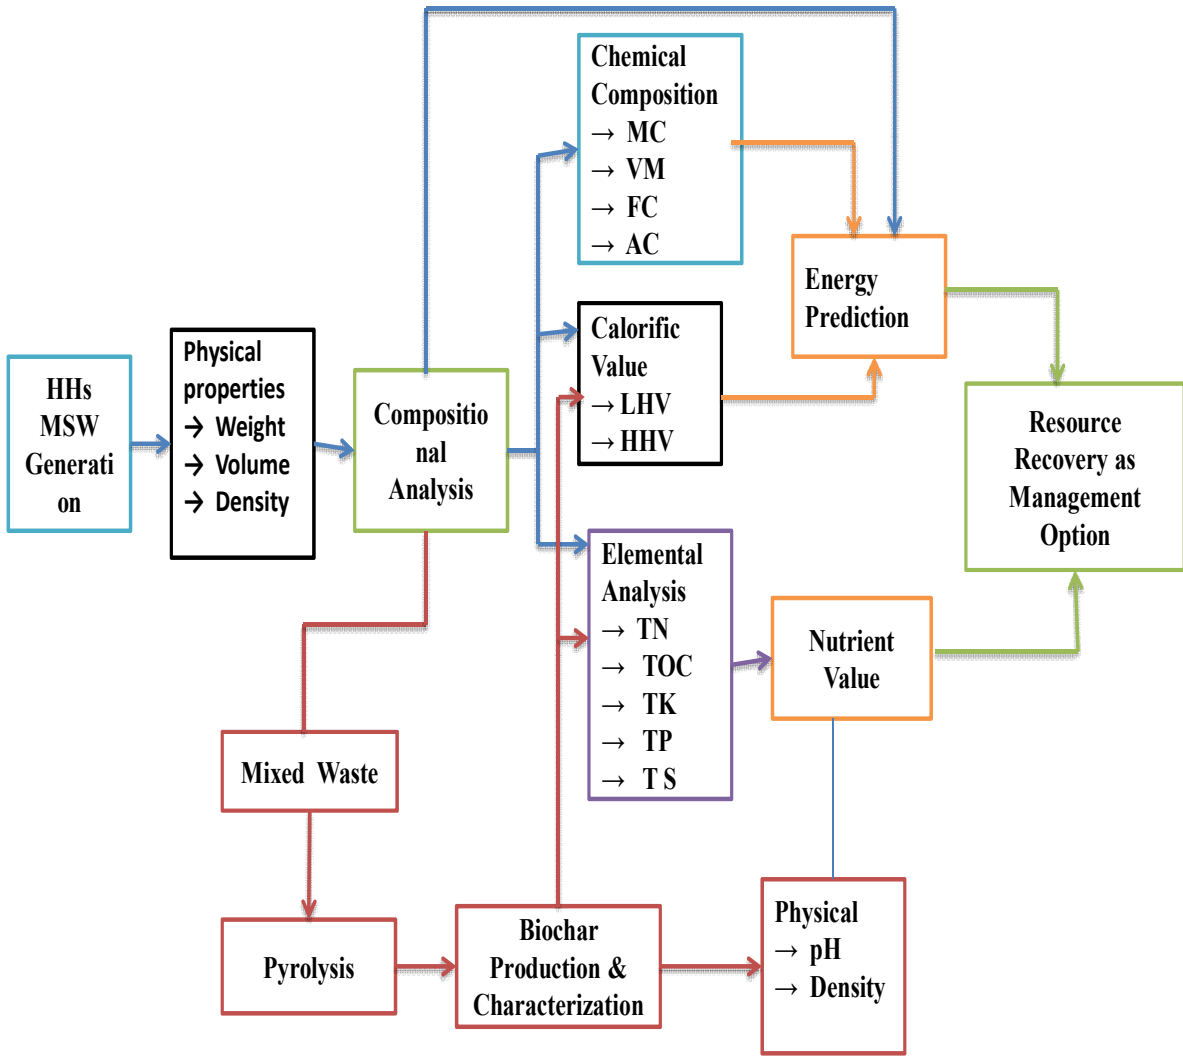 Chemical
Composition
→ MC
→ VM
→ FC
→ AC
Energy
Prediction
Calorific
Value
→ LHV
→ HHV
Physical
properties
→ Weight
→ Volume
→ Density
HHs
MSW
Generati
on
Compositio
nal
Analysis
Resource
Recovery as
Management
Option
Elemental
Analysis
→ TN
→ TOC
→ TK
→ TP
→ T S
Nutrient
Value
Mixed Waste
Pyrolysis
Biochar
Production &
Characterization
Physical
→ pH
→ Density